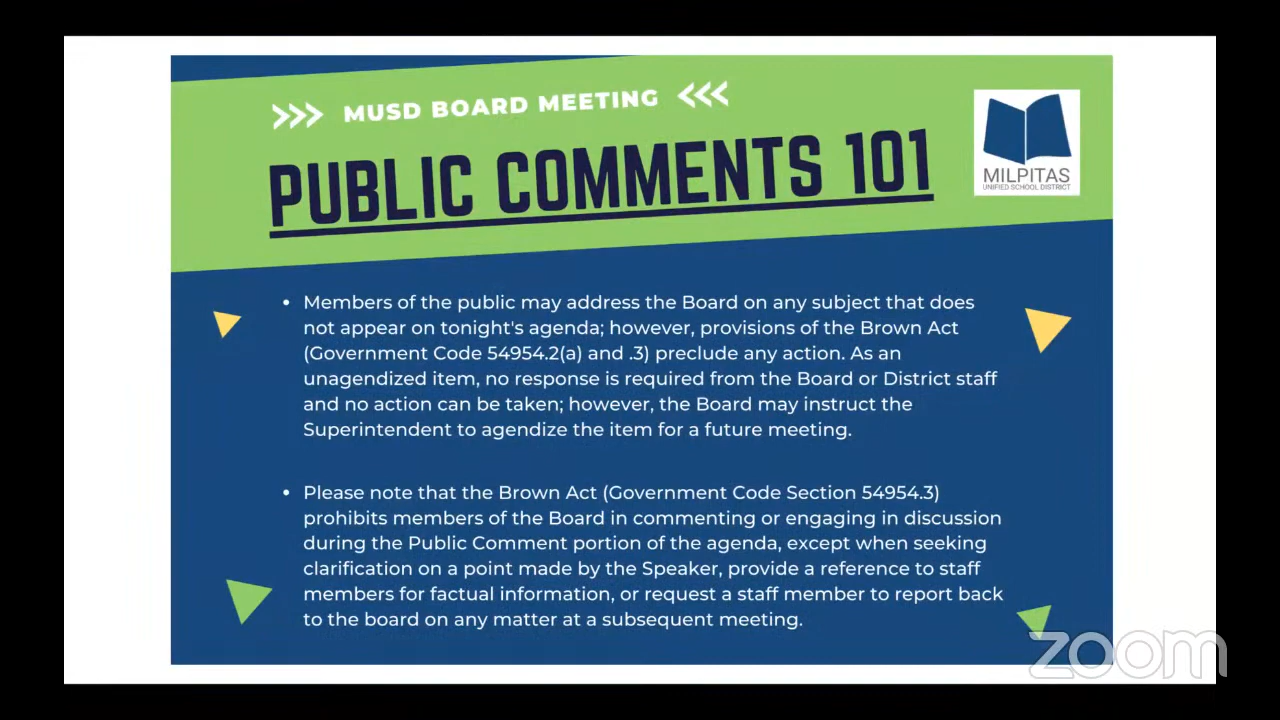 >>> MUSD BOARD MEETING <<<
PUBLIC COMMENTS 101
MILPITAS
UNIFIED SCHOOL DISTRICT
• Members of the public may address the Board on any subject that does
not appear on tonight's agenda; however, provisions of the Brown Act
(Government Code 54954.2(a) and .3) preclude any action. As an
unagendized item, no response is required from the Board or District staff
and no action can be taken; however, the Board may instruct the
Superintendent to agendize the item for a future meeting.
• Please note that the Brown Act (Government Code Section 54954.3)
prohibits members of the Board in commenting or engaging in discussion
during the Public Comment portion of the agenda, except when seeking
clarification on a point made by the Speaker, provide a reference to staff
members for factual information, or request a staff member to report back
to the board on any matter at a subsequent meeting.
zoom